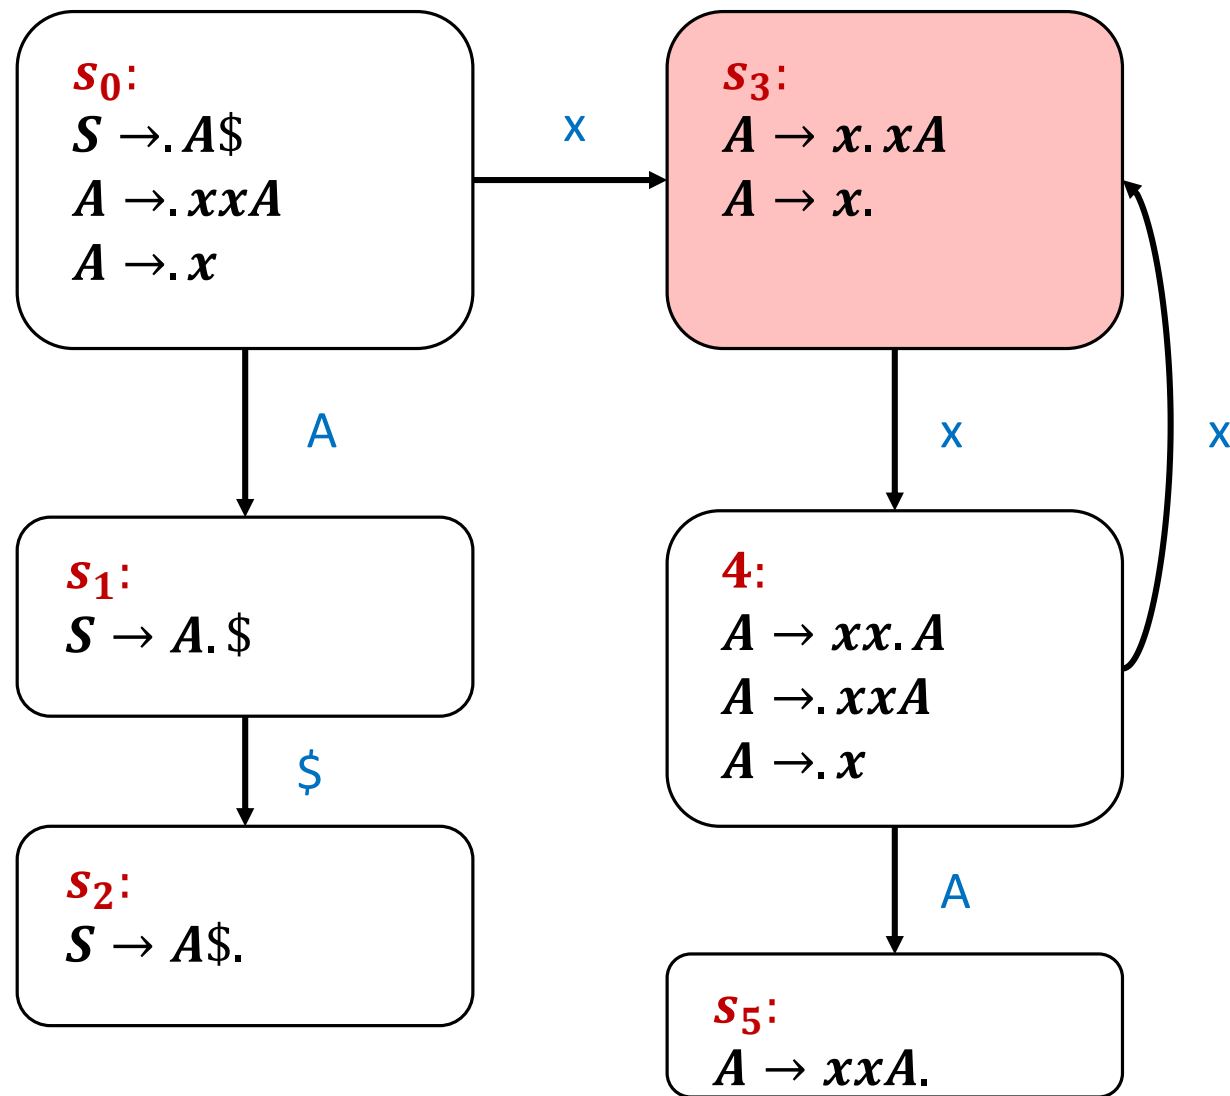 s₀:
S →. A$
A →. xxA
A →. x
x
s₃:
A → x. xA
A → x.
A
x
x
s₁:
S → A. $
4:
A → xx. A
A →. xxA
A →. x
$
s₂:
S → A$.
A
s₅:
A → xxA.